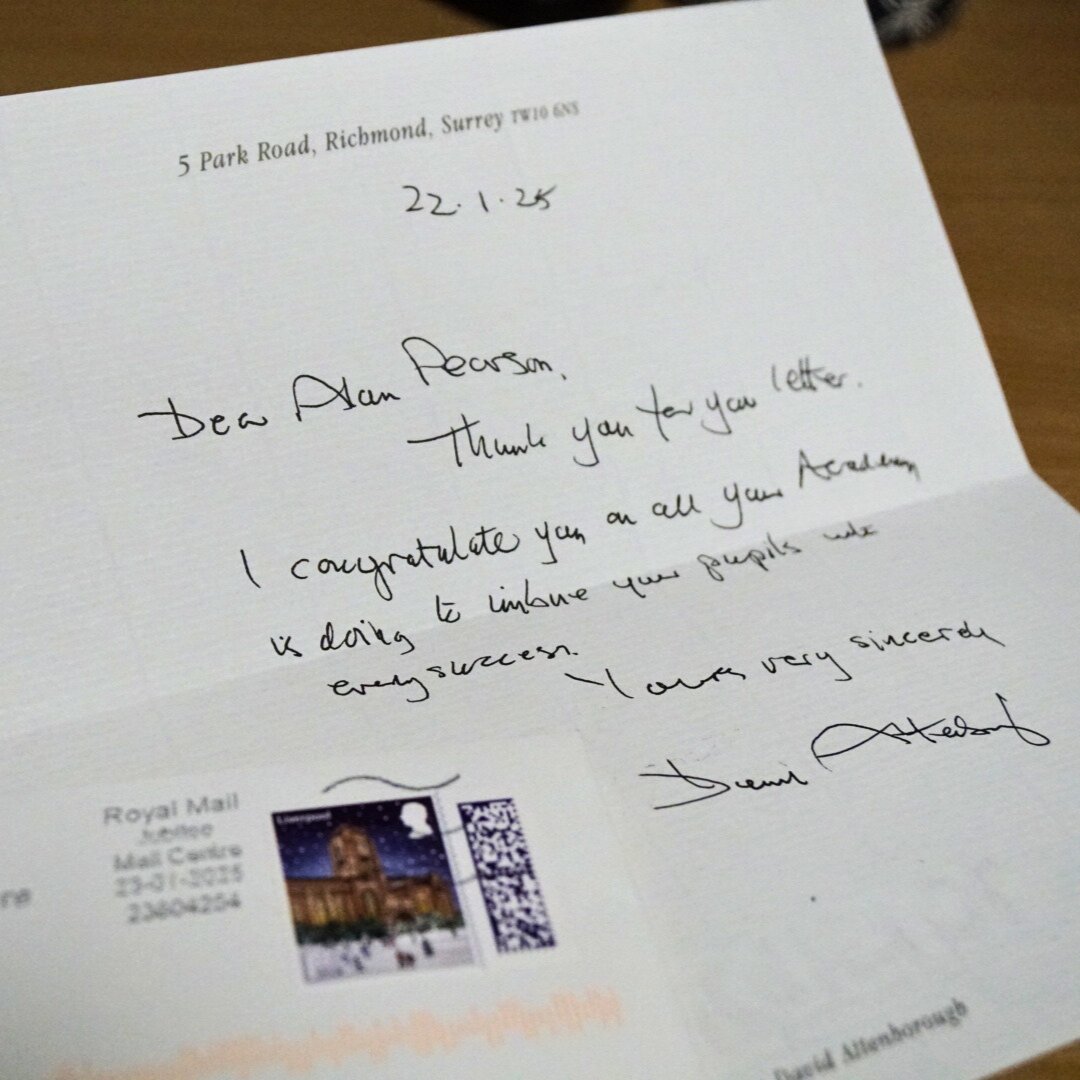 5 Park Road, Richmond, Surrey TW10 6NS
22.1.25
Dear Alan Pearson,
Thank you for your letter.
I congratulate you on all your Academy
is doing to imbue your pupils with
every success.
Yours very sincerely
David Attenborough
Royal Mail
Jubilee
Mail Centre
23-01-2025
23604254
Liverpool
David Attenborough